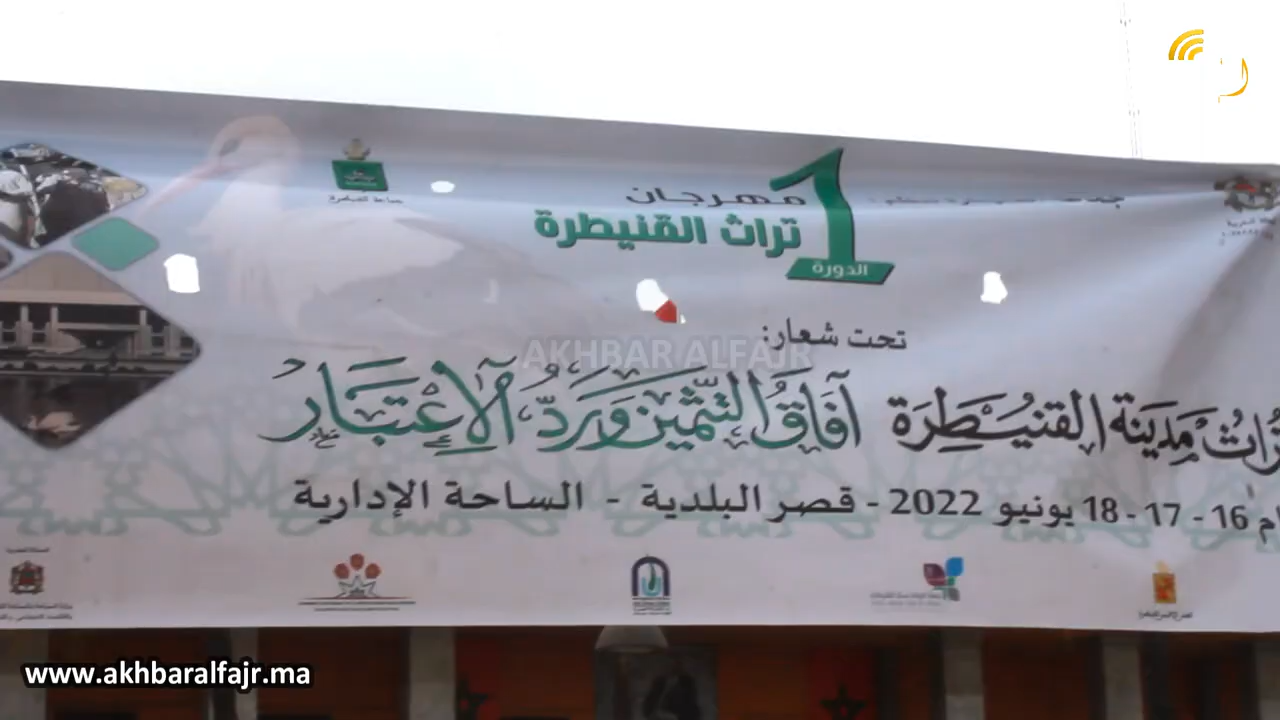 مهرجان
تراث القنيطرة
1
الدورة
تحت شعار:
تراث مدينة القنيطرة آفاق التثمين ورد الاعتبار
16 - 17 - 18 يونيو 2022 - قصر البلدية - الساحة الإدارية
AKHBAR ALFAJR
www.akhbaralfajr.ma